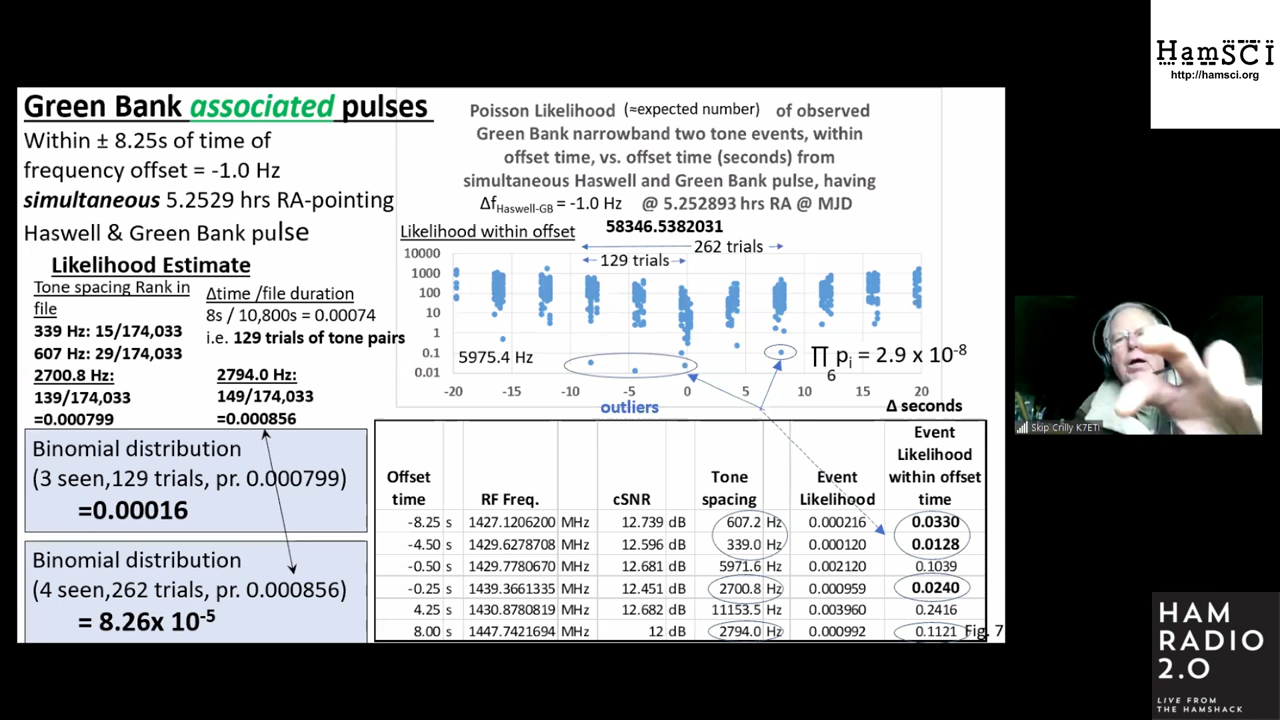 Green Bank associated pulses
Within ± 8.25s of time of
frequency offset = -1.0 Hz
simultaneous 5.2529 hrs RA-pointing
Haswell & Green Bank pulse
Likelihood Estimate
Tone spacing Rank in
file
339 Hz: 15/174,033
607 Hz: 29/174,033
2700.8 Hz:
139/174,033
=0.000799
Δtime /file duration
8s / 10,800s = 0.00074
i.e. 129 trials of tone pairs
2794.0 Hz:
149/174,033
=0.000856
Binomial distribution
(3 seen,129 trials, pr. 0.000799)
=0.00016
Binomial distribution
(4 seen,262 trials, pr. 0.000856)
= 8.26x 10-5
Poisson Likelihood (≈expected number) of observed
Green Bank narrowband two tone events, within
offset time, vs. offset time (seconds) from
simultaneous Haswell and Green Bank pulse, having
ΔfHaswell-GB = -1.0 Hz @ 5.252893 hrs RA @ MJD
58346.5382031
Likelihood within offset
262 trials
129 trials
10000
1000
100
10
1
0.1
0.01
5975.4 Hz
∏ pi = 2.9 x 10-8
6
-20 -15 -10 -5 0 5 10 15 20
outliers
Δ seconds
Offset time RF Freq. cSNR Tone spacing Event Likelihood Event Likelihood within offset time
-8.25 s 1427.1206200 MHz 12.739 dB 607.2 Hz 0.000216 0.0330
-4.50 s 1429.6278708 MHz 12.596 dB 339.0 Hz 0.000120 0.0128
-0.50 s 1429.7780670 MHz 12.681 dB 5971.6 Hz 0.002120 0.1039
-0.25 s 1439.3661335 MHz 12.451 dB 2700.8 Hz 0.000959 0.0240
4.25 s 1430.8780819 MHz 12.682 dB 11153.5 Hz 0.003960 0.2416
8.00 s 1447.7421694 MHz 12 dB 2794.0 Hz 0.000992 0.1121
Fig. 7
HamSCI
http://hamsci.org
Skip Crilly K7ETI
HAM
RADIO
2.O
LIVE FROM
THE HAMSHACK